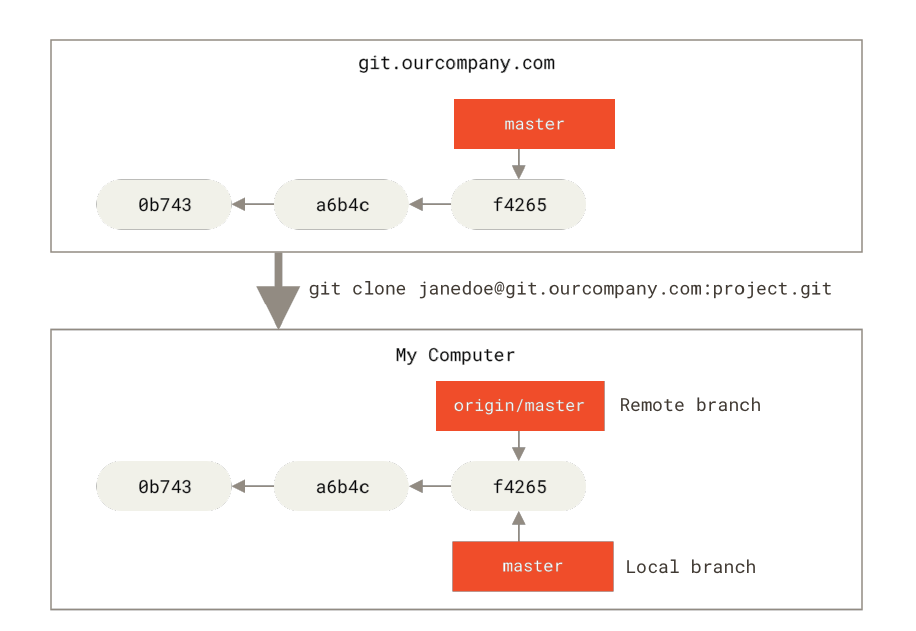 git.ourcompany.com
master
0b743 a6b4c f4265
git clone janedoe@git.ourcompany.com:project.git
My Computer
origin/master Remote branch
0b743 a6b4c f4265
master Local branch